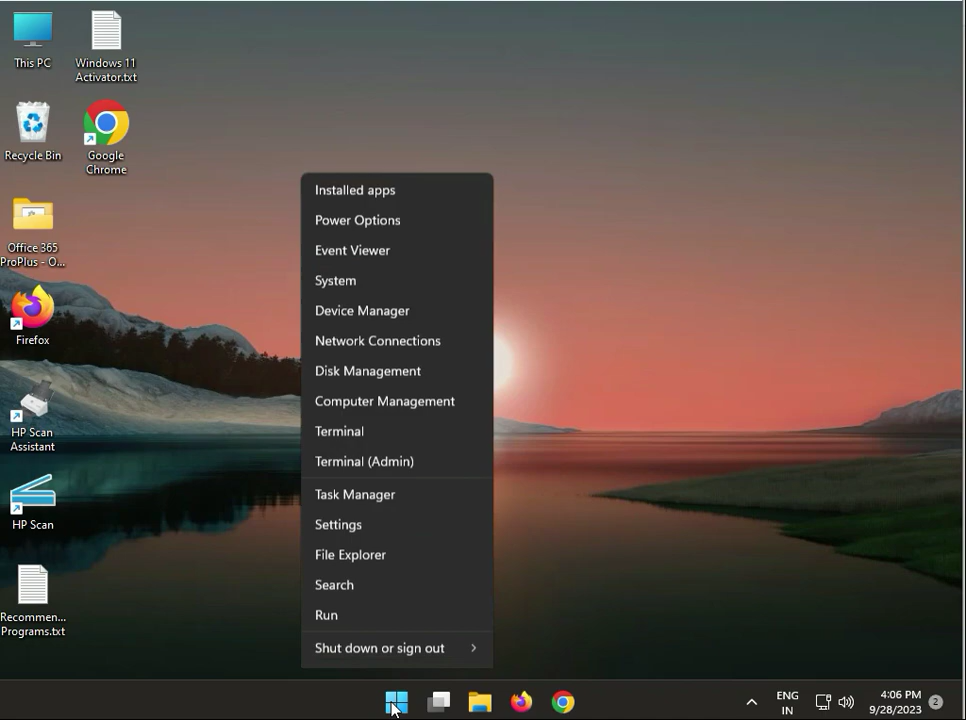 This PC
Windows 11
Activator.txt
Recycle Bin
Google
Chrome
Office 365
ProPlus - O...
Firefox
HP Scan
Assistant
HP Scan
Recommen...
Programs.txt
Installed apps
Power Options
Event Viewer
System
Device Manager
Network Connections
Disk Management
Computer Management
Terminal
Terminal (Admin)
Task Manager
Settings
File Explorer
Search
Run
Shut down or sign out
ENG
IN
4:06 PM
9/28/2023
2